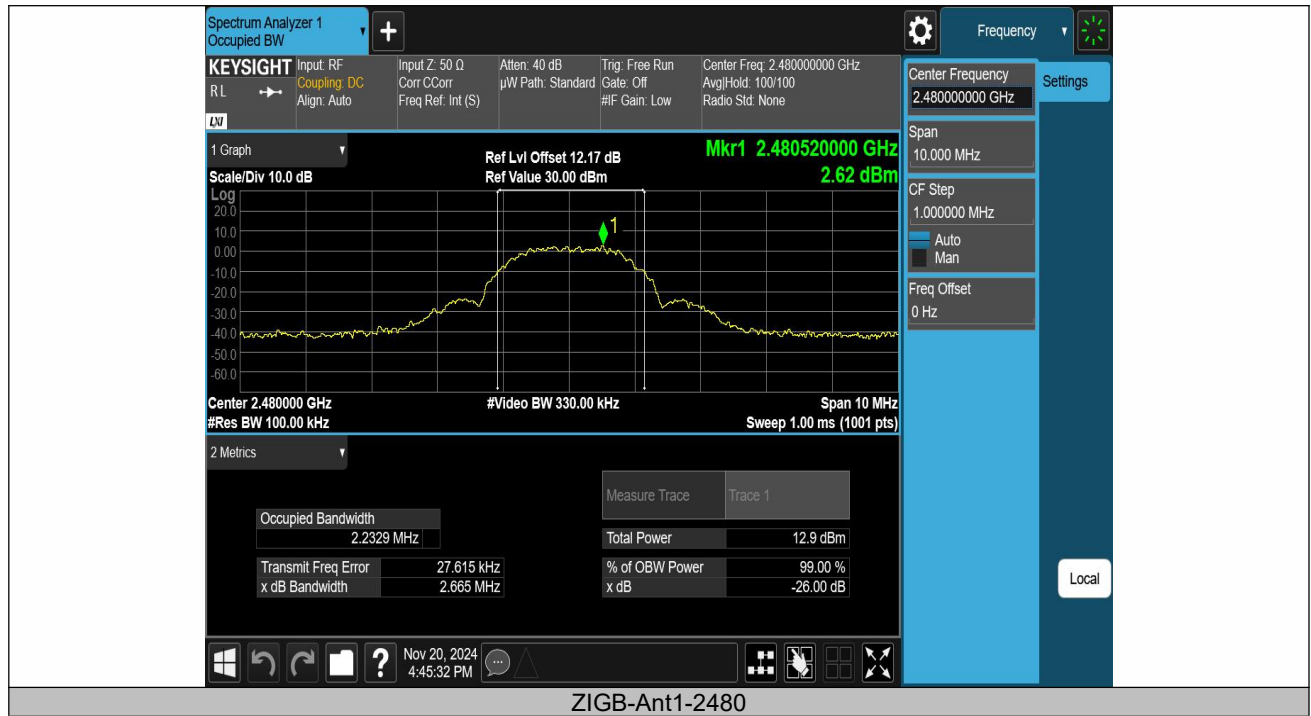 Spectrum Analyzer 1
Occupied BW
+
Frequency
KEYSIGHT
R L
LXI
Input: RF
Coupling: DC
Align: Auto
Input Z: 50 Ω
Corr CCorr
Freq Ref: Int (S)
Atten: 40 dB
µW Path: Standard
Trig: Free Run
Gate: Off
#IF Gain: Low
Center Freq: 2.480000000 GHz
Avg|Hold: 100/100
Radio Std: None
Center Frequency
2.480000000 GHz
Settings
Span
10.000 MHz
CF Step
1.000000 MHz
Auto
Man
Freq Offset
0 Hz
Local
1 Graph
Scale/Div 10.0 dB
Ref Lvl Offset 12.17 dB
Ref Value 30.00 dBm
Mkr1 2.480520000 GHz
2.62 dBm
Log
20.0
10.0
0.00
-10.0
-20.0
-30.0
-40.0
-50.0
-60.0
1
Center 2.480000 GHz
#Res BW 100.00 kHz
#Video BW 330.00 kHz
Span 10 MHz
Sweep 1.00 ms (1001 pts)
2 Metrics
Measure Trace Trace 1
Occupied Bandwidth
2.2329 MHz
Total Power 12.9 dBm
Transmit Freq Error 27.615 kHz
% of OBW Power 99.00 %
x dB Bandwidth 2.665 MHz
x dB -26.00 dB
?
Nov 20, 2024
4:45:32 PM
ZIGB-Ant1-2480